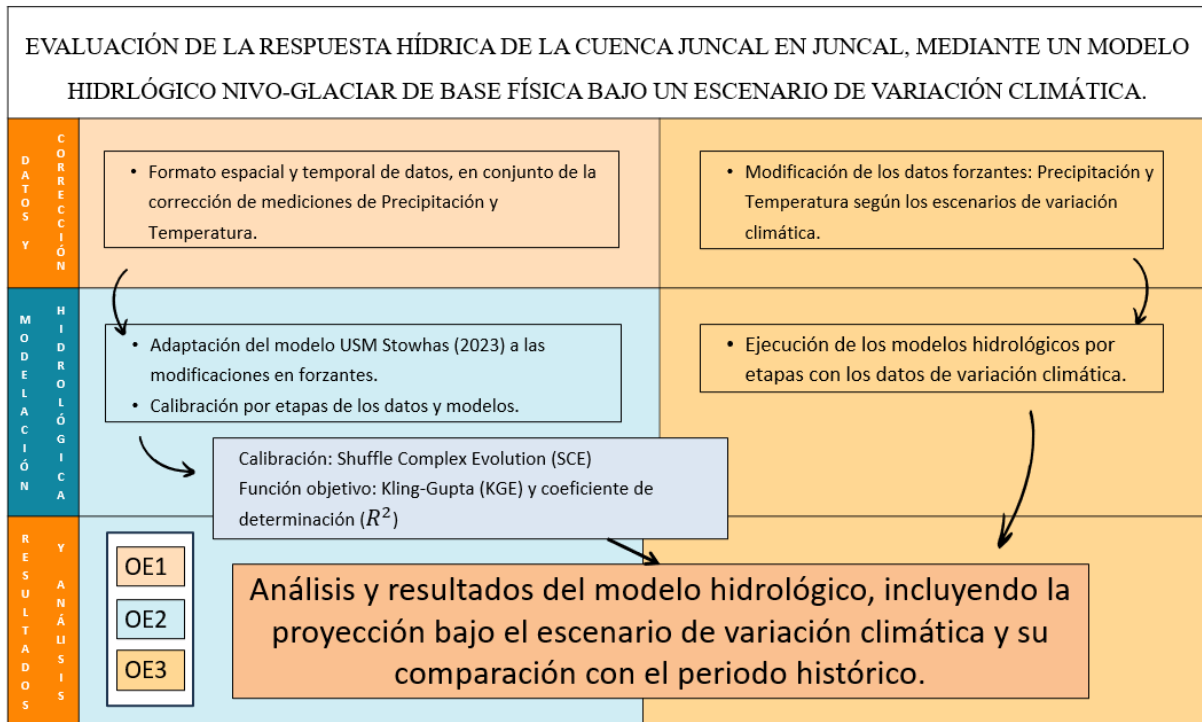 EVALUACIÓN DE LA RESPUESTA HÍDRICA DE LA CUENCA JUNCAL EN JUNCAL, MEDIANTE UN MODELO
HIDRLÓGICO NIVO-GLACIAR DE BASE FÍSICA BAJO UN ESCENARIO DE VARIACIÓN CLIMÁTICA.
DATOS Y
CORRECCIÓN
• Formato espacial y temporal de datos, en conjunto de la
corrección de mediciones de Precipitación y
Temperatura.
• Modificación de los datos forzantes: Precipitación y
Temperatura según los escenarios de variación
climática.
MODELACIÓN
HIDROLÓGICA
• Adaptación del modelo USM Stowhas (2023) a las
modificaciones en forzantes.
• Calibración por etapas de los datos y modelos.
• Ejecución de los modelos hidrológicos por
etapas con los datos de variación climática.
Calibración: Shuffle Complex Evolution (SCE)
Función objetivo: Kling-Gupta (KGE) y coeficiente de
determinación (R²)
RESULTADOS
Y ANÁLUSIS
OE1
OE2
OE3
Análisis y resultados del modelo hidrológico, incluyendo la
proyección bajo el escenario de variación climática y su
comparación con el periodo histórico.